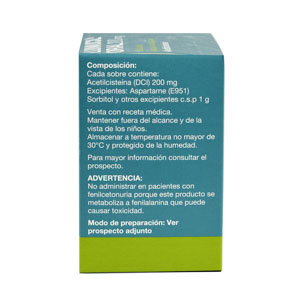 Composición:
Cada sobre contiene:
Acetilcisteína (DCI) 200 mg
Excipientes: Aspartame (E951)
Sorbitol y otros excipientes c.s.p 1 g
Venta con receta médica.
Mantener fuera del alcance y de la
vista de los niños.
Almacenar a temperatura no mayor de
30°C y protegido de la humedad.
Para mayor información consultar el
prospecto.
ADVERTENCIA:
No administrar en pacientes con
fenilcetonuria porque este producto se
metaboliza a fenilalanina que puede
causar toxicidad.
Modo de preparación: Ver
prospecto adjunto